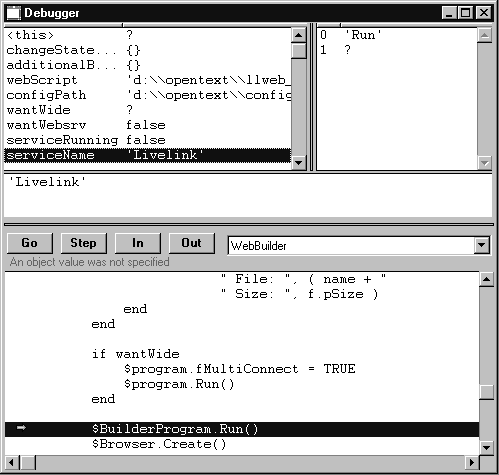 Debugger
<this> ?
changeState... {}
additionalB... {}
webScript 'd:\\opentext\\llweb_
configPath 'd:\\opentext\\config
wantWide ?
wantWebsrv false
serviceRunning false
serviceName 'Livelink'
0 'Run'
1 ?
'Livelink'
Go Step In Out WebBuilder
An object value was not specified
" File: ", ( name + "
" Size: ", f.pSize )
end
end
if wantWide
$program.fMultiConnect = TRUE
$program.Run()
end
$BuilderProgram.Run()
$Browser.Create()